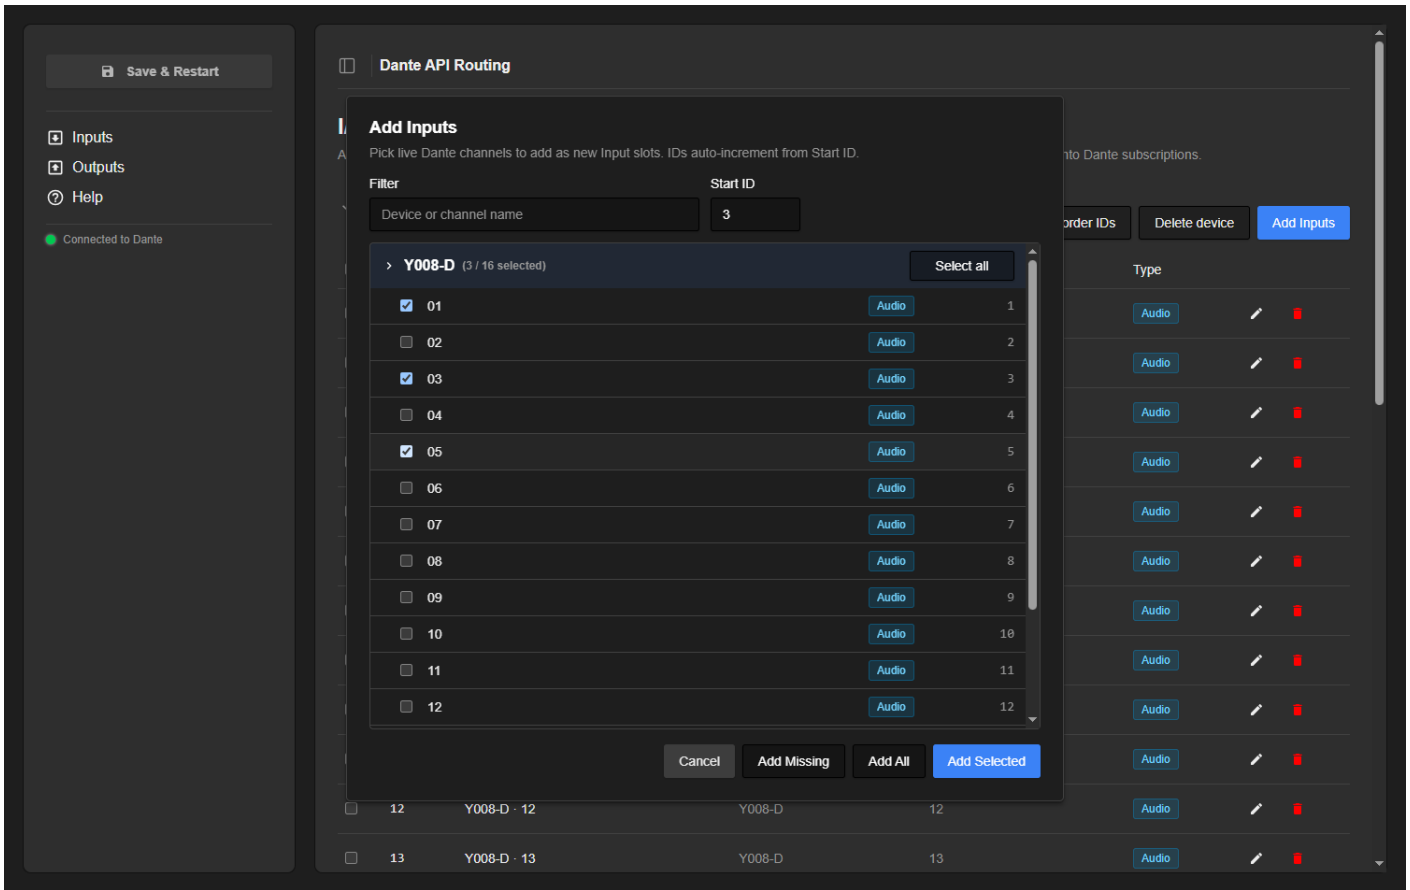 Save & Restart
Inputs
Outputs
Help
Connected to Dante
Dante API Routing
Add Inputs
Pick live Dante channels to add as new Input slots. IDs auto-increment from Start ID.
nto Dante subscriptions.
Filter
Start ID
Device or channel name
3
order IDs
Delete device
Add Inputs
Y008-D (3 / 16 selected)
Select all
Type
01 Audio 1
02 Audio 2
03 Audio 3
04 Audio 4
05 Audio 5
06 Audio 6
07 Audio 7
08 Audio 8
09 Audio 9
10 Audio 10
11 Audio 11
12 Audio 12
Audio
Audio
Audio
Audio
Audio
Audio
Audio
Audio
Audio
Audio
Cancel
Add Missing
Add All
Add Selected
12 Y008-D · 12 Y008-D 12 Audio
13 Y008-D · 13 Y008-D 13 Audio